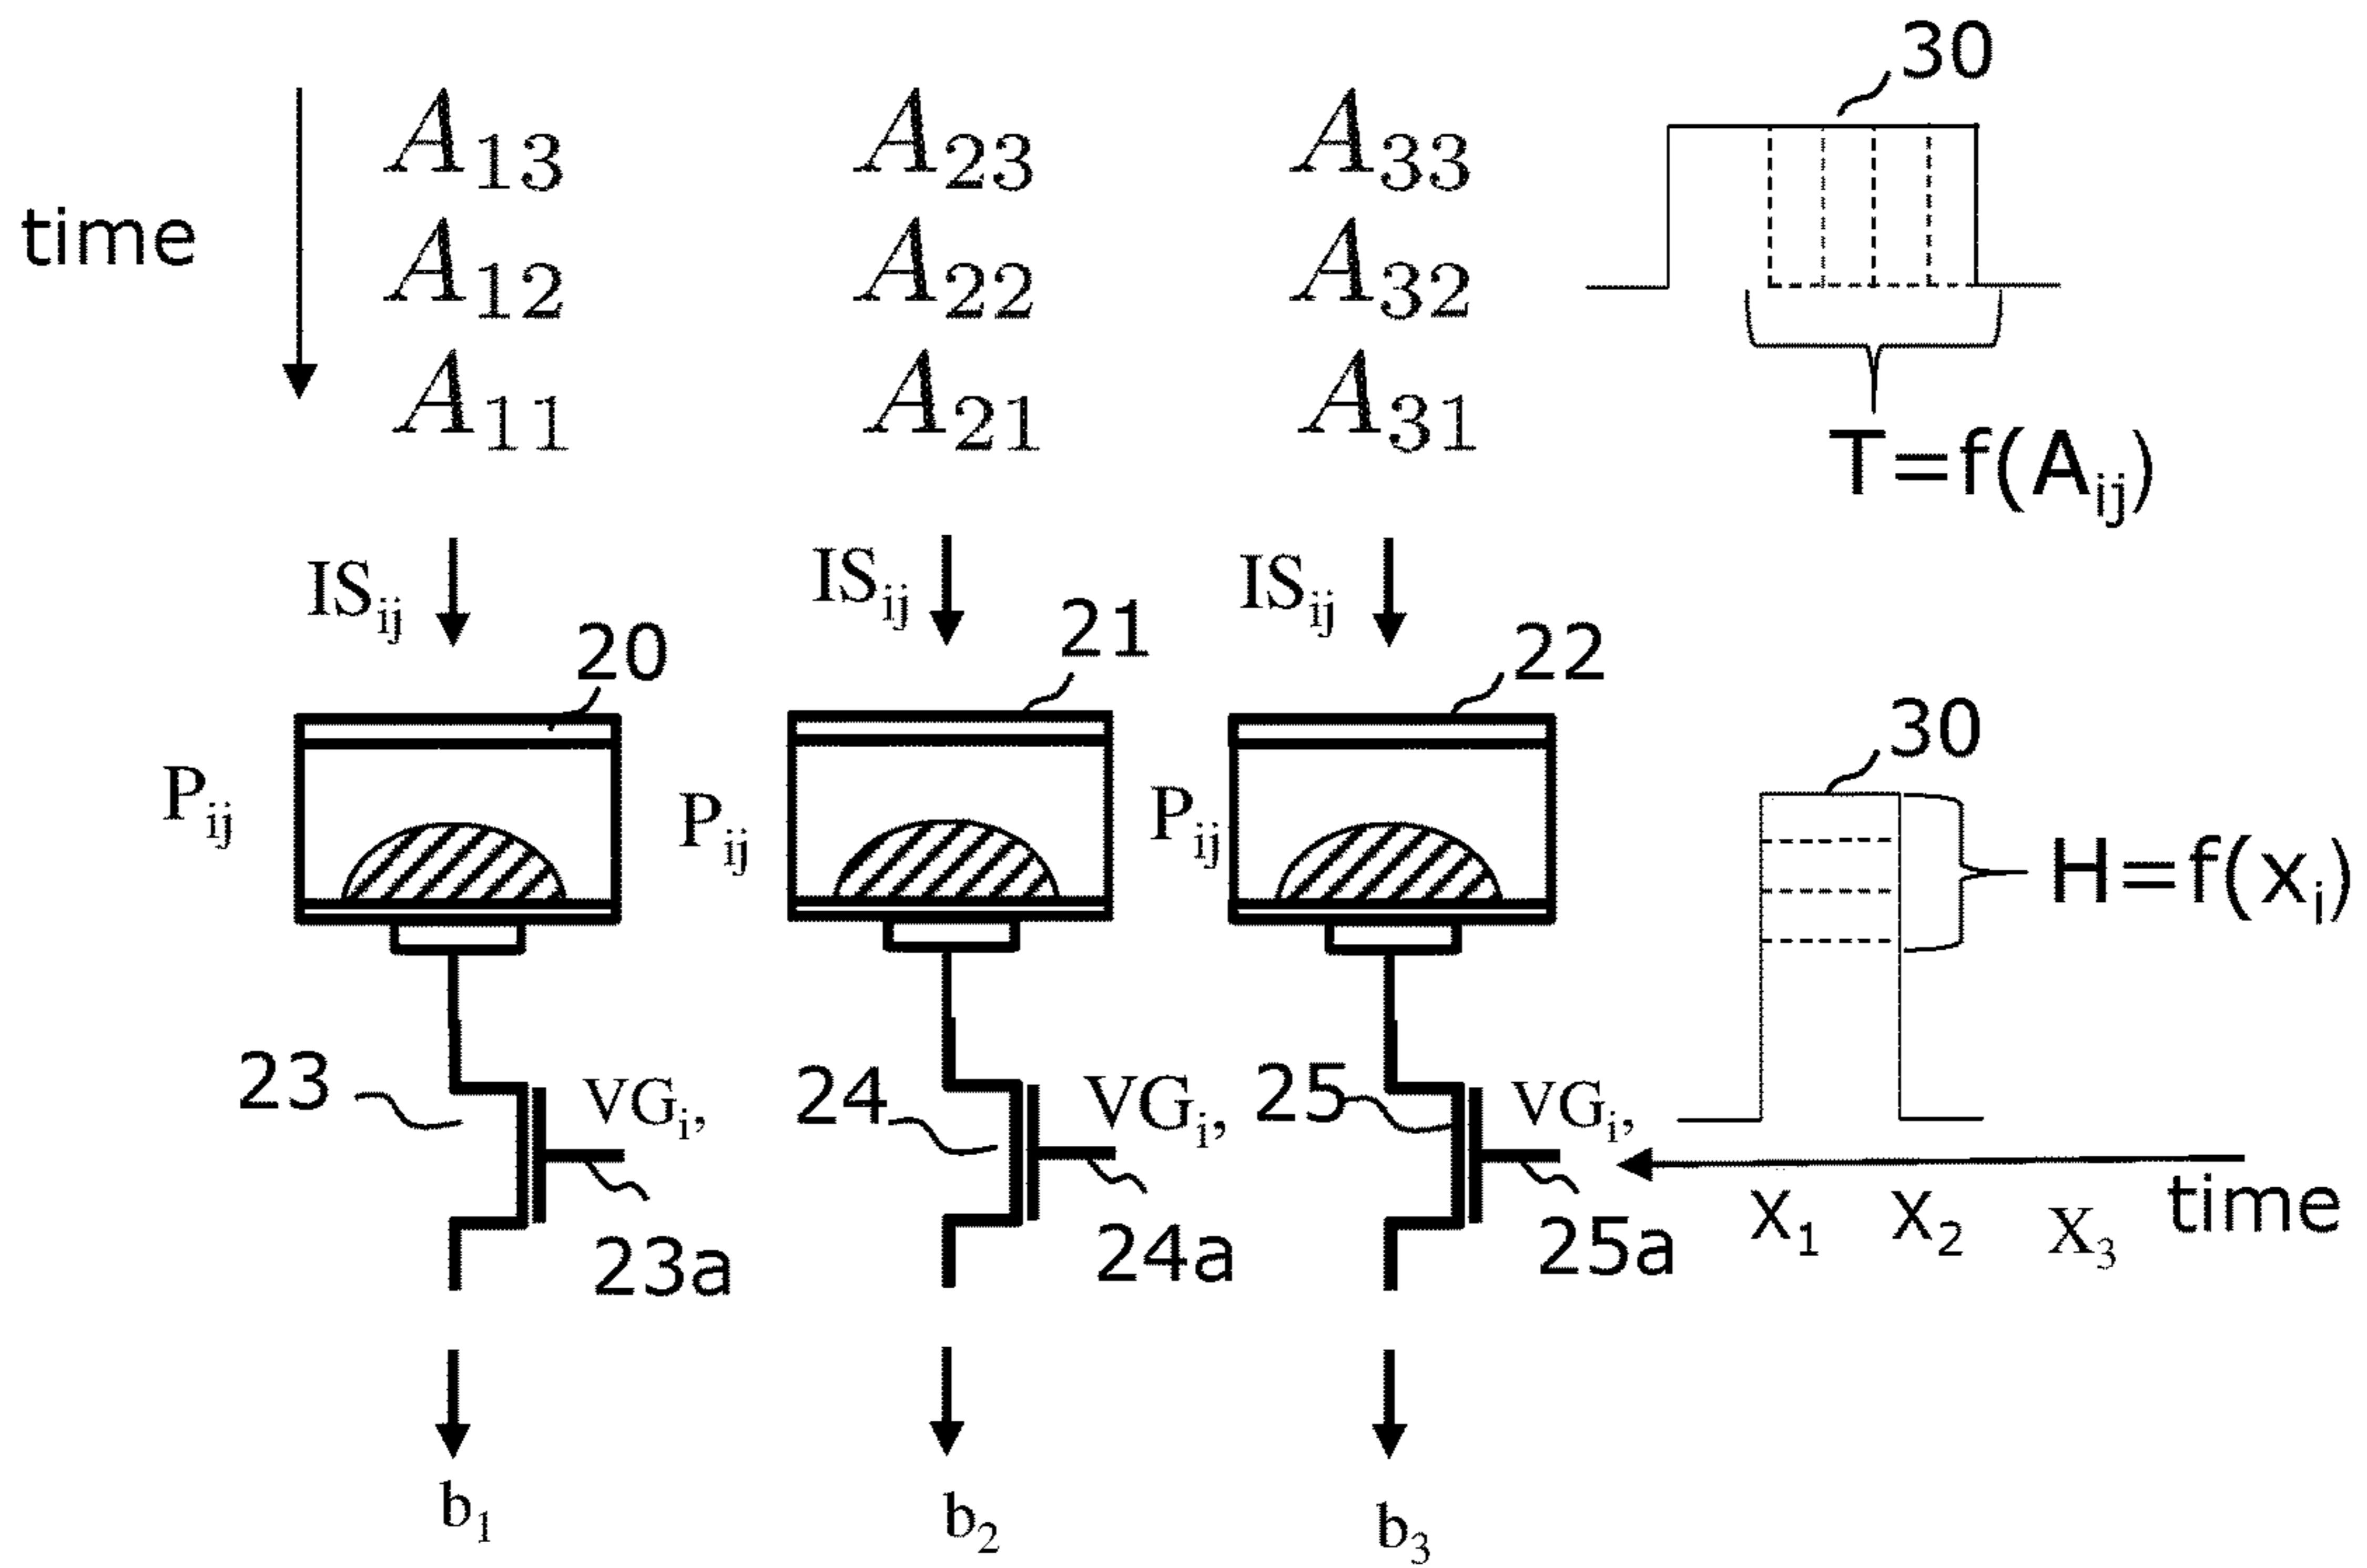 30
time
A13 A23 A33
A12 A22 A32
A11 A21 A31
T=f(Aij)
ISij ISij ISij
20 21 22
Pij Pij Pij
30
H=f(xi)
23 VGi, 24 VGi, 25 VGi,
23a 24a 25a
X1 X2 X3 time
b1 b2 b3